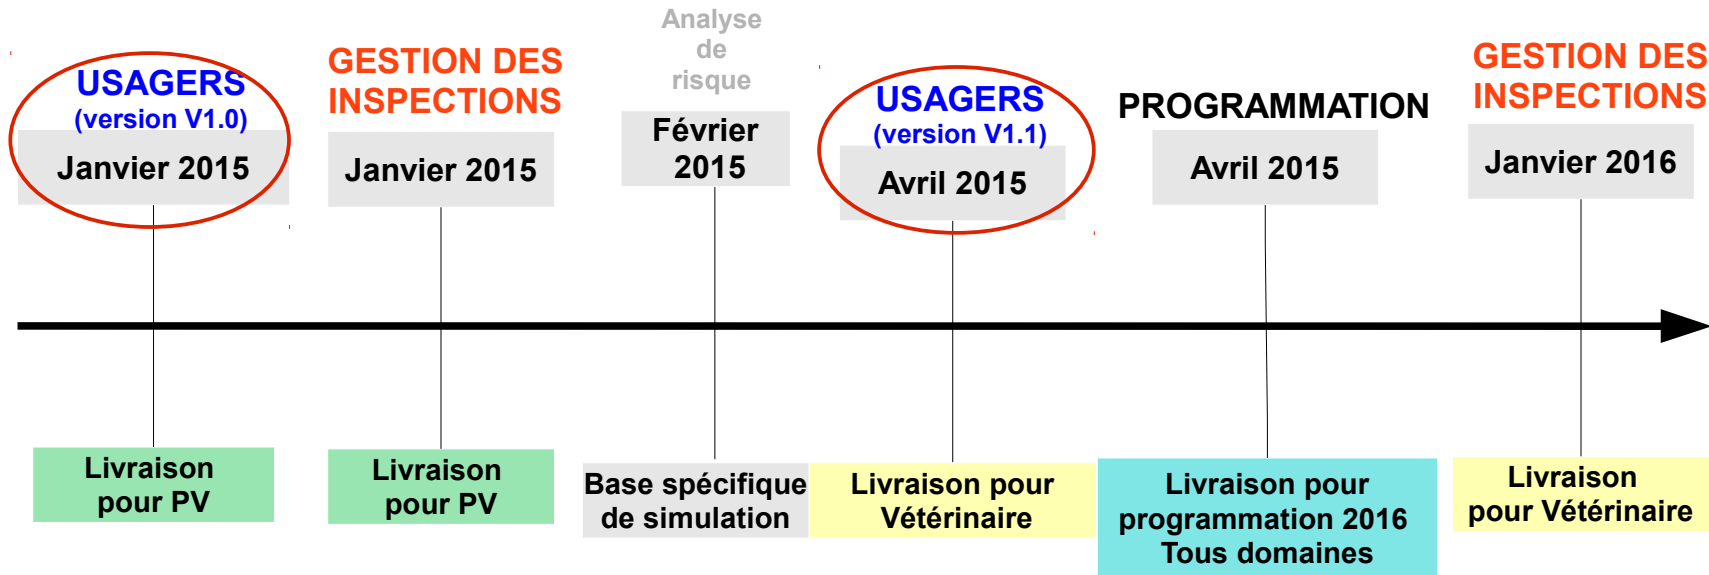 USAGERS
(version V1.0)
Janvier 2015
Livraison
pour PV
GESTION DES
INSPECTIONS
Janvier 2015
Livraison
pour PV
Analyse
de
risque
Février
2015
Base spécifique
de simulation
USAGERS
(version V1.1)
Avril 2015
Livraison pour
Vétérinaire
PROGRAMMATION
Avril 2015
Livraison pour
programmation 2016
Tous domaines
GESTION DES
INSPECTIONS
Janvier 2016
Livraison
pour Vétérinaire